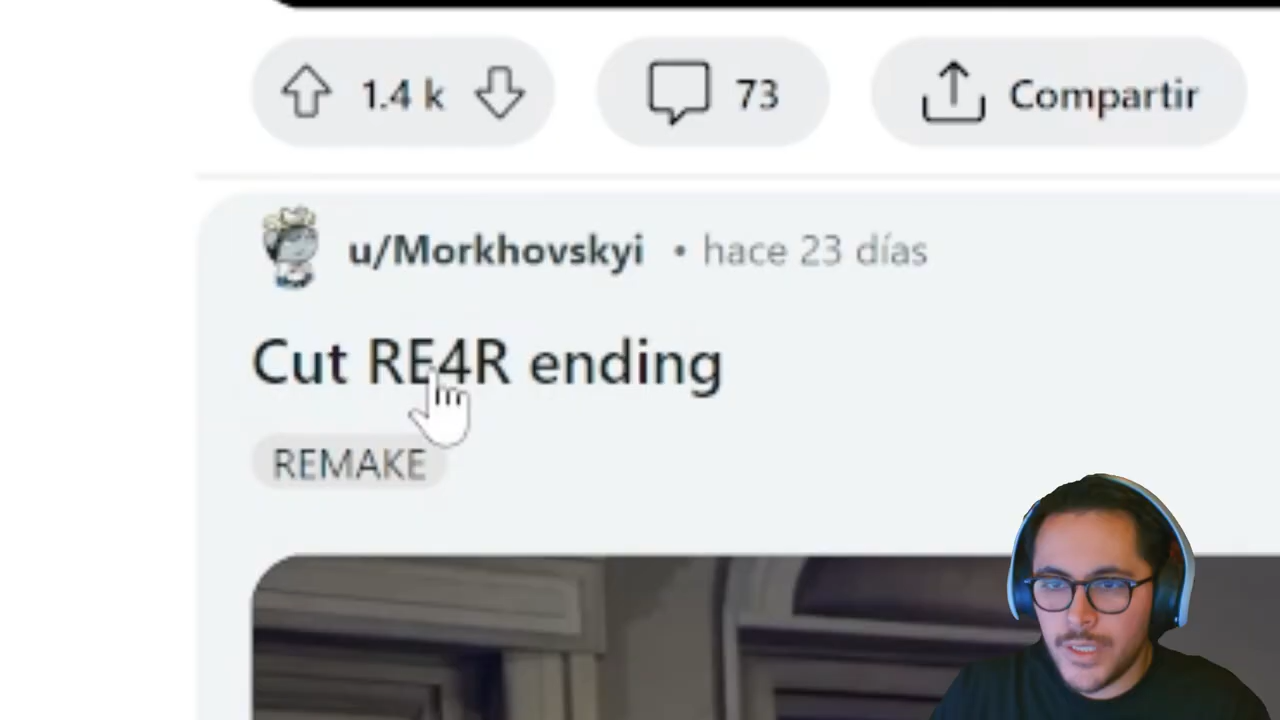 1.4 k 73 Compartir
u/Morkhovskyi • hace 23 días
Cut RE4R ending
REMAKE